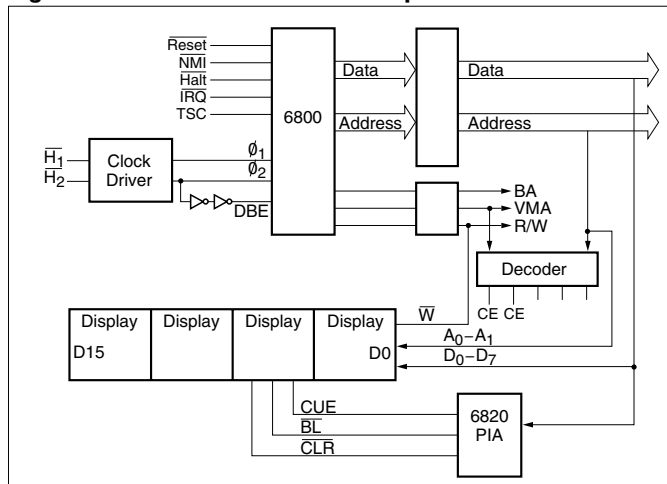 Reset
NMI
Halt
IRQ
TSC
6800
Data
Data
Address
Address
H1
H2
Clock
Driver
Ø1
Ø2
DBE
BA
VMA
R/W
Decoder
CE CE
Display Display Display Display
D15 D0
W
A0–A1
D0–D7
CUE
BL
CLR
6820
PIA